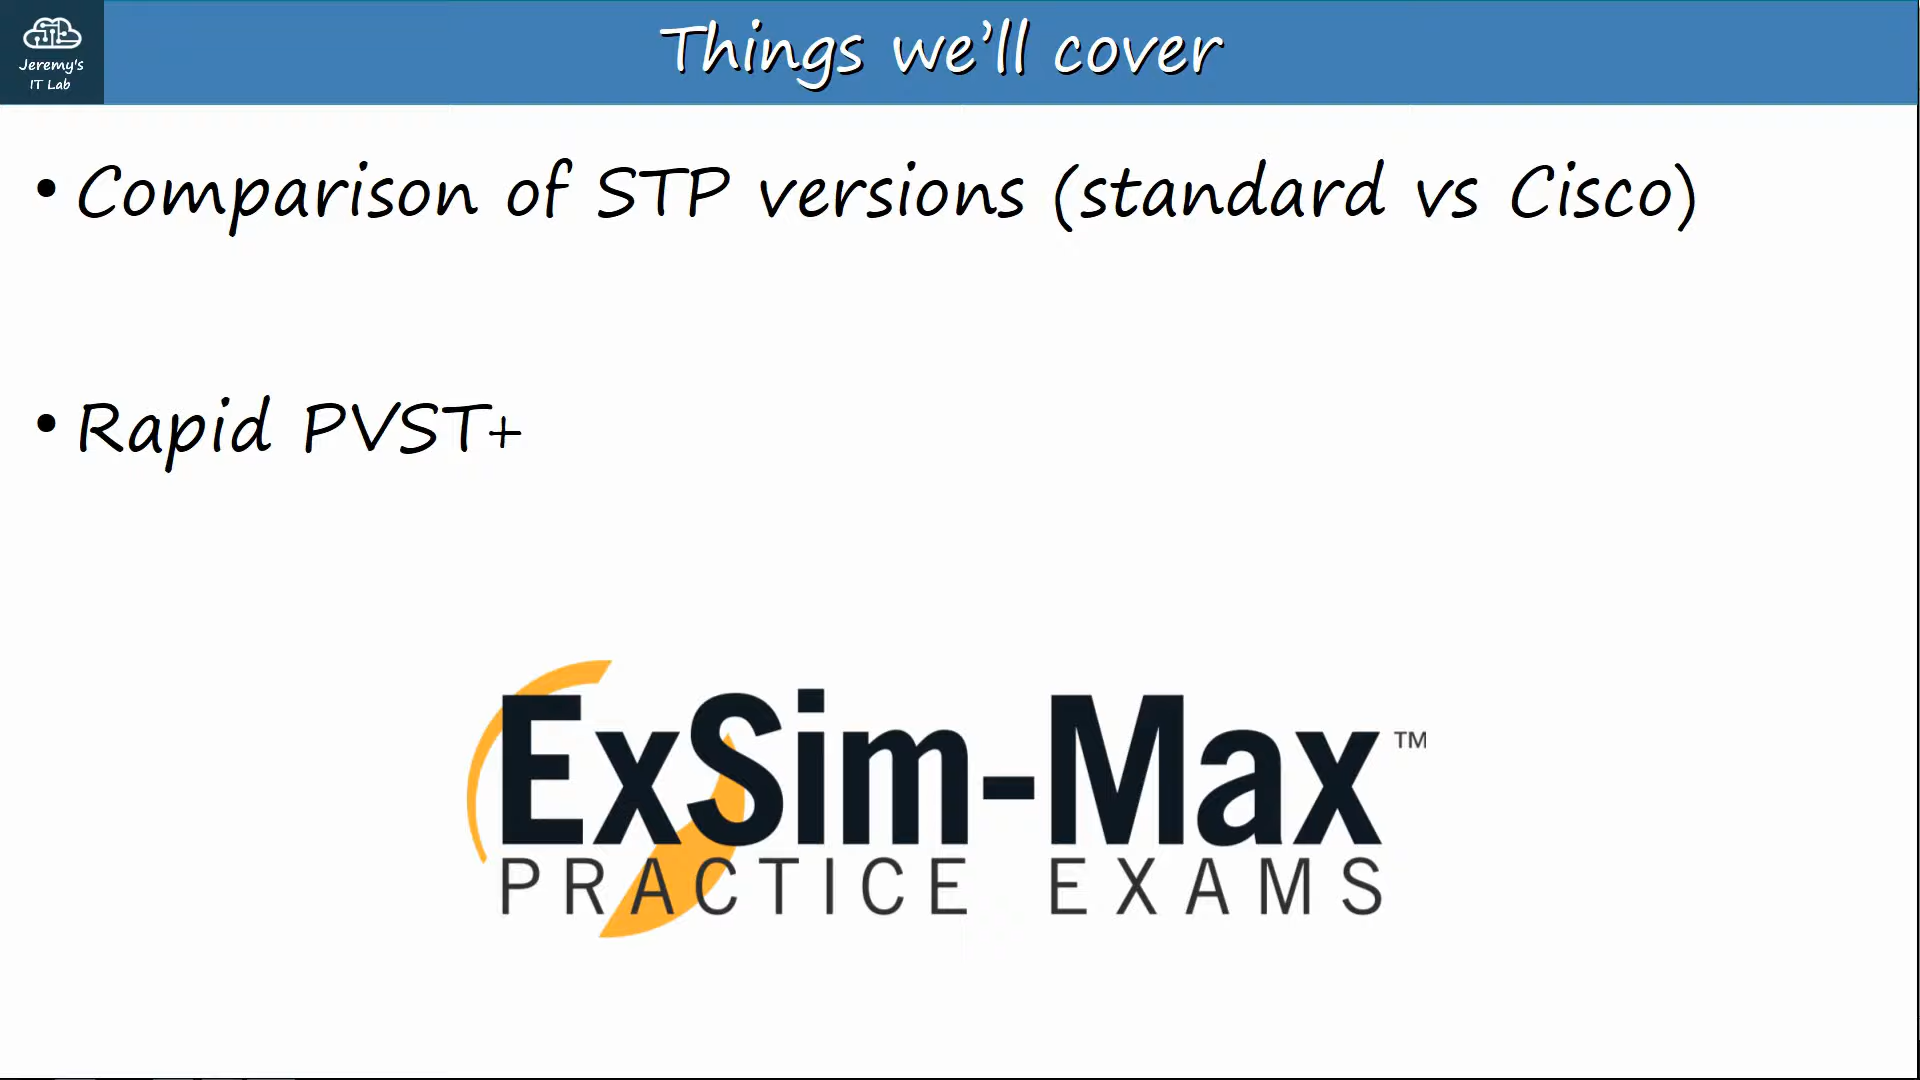 Jeremy's
IT Lab
Things we'll cover
• Comparison of STP versions (standard vs Cisco)
• Rapid PVST+
ExSim-Max™
PRACTICE EXAMS